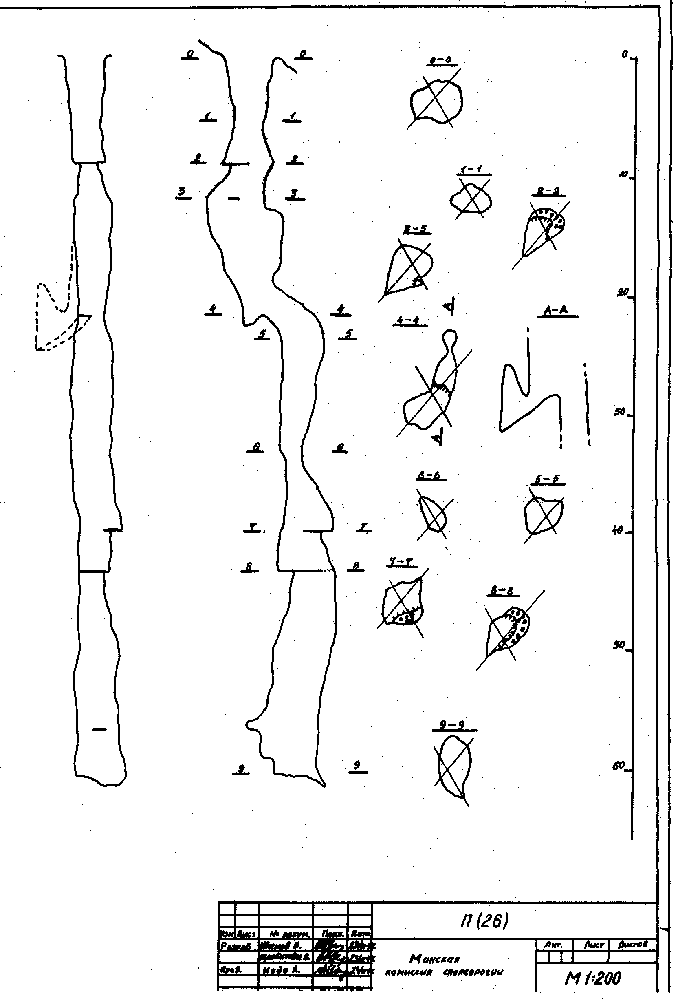 0 0 0-0 0
1 1
2 2 1-1 10
3 3 2-2
3-3
4 4 4-4 А-А 20
А
5 5
30
А
6 6 6-6 5-5
7 7 40
8 8 7-7
8-8
50
9-9
9 9 60
П (26)
Изм Лист № докум. Подп. Дата
Разраб В.
В.
Пров. Иодо А.
Минская
комиссия спелеологии
Лит. Лист Листов
М 1:200